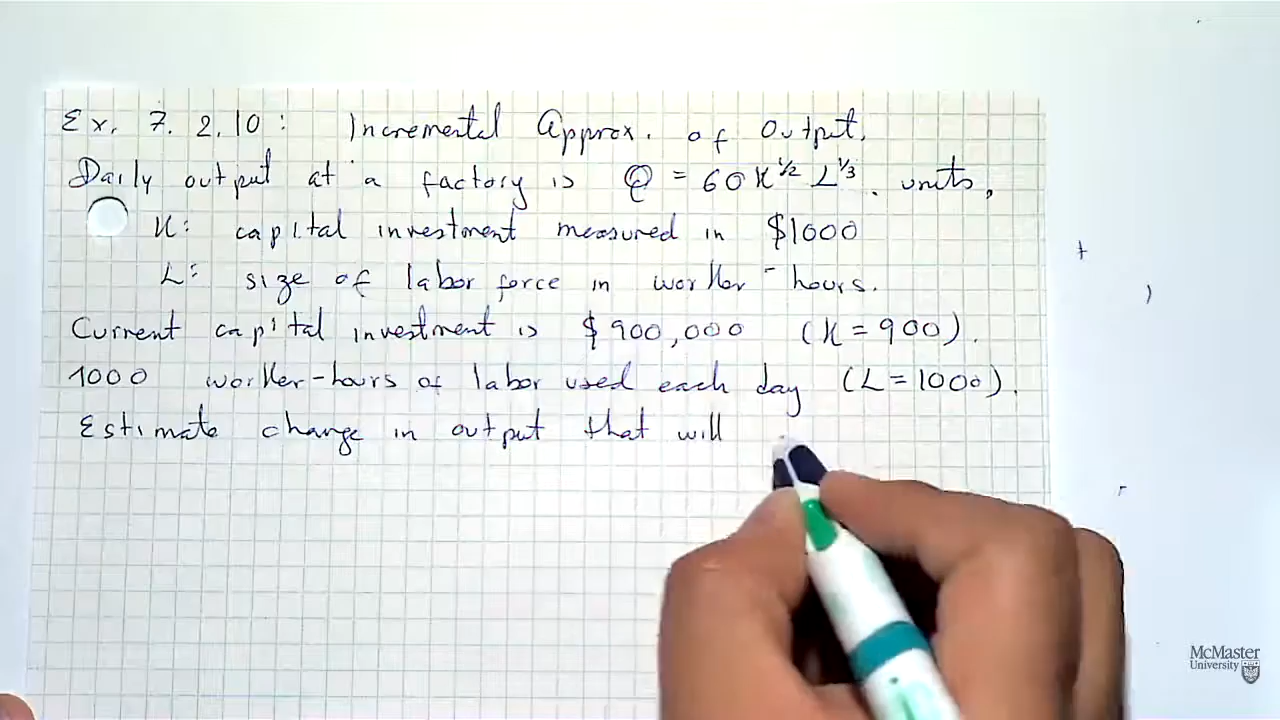 Ex. 7.2.10: Incremental Approx. of Output.
Daily output at a factory is Q = 60 K^1/2 L^1/3. units,
K: capital investment measured in $1000
L: size of labor force in worker-hours.
Current capital investment is $900,000 (K = 900).
1000 worker-hours of labor used each day (L = 1000).
Estimate change in output that will
McMaster
University